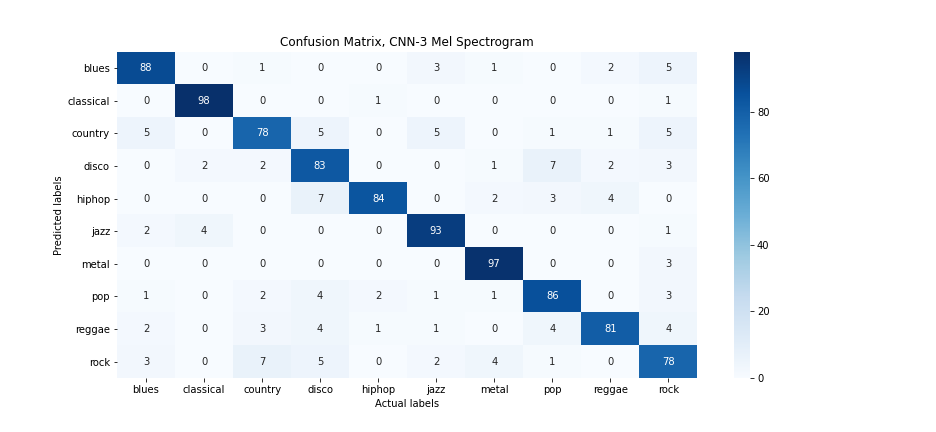 Confusion Matrix, CNN-3 Mel Spectrogram
blues 88 0 1 0 0 3 1 0 2 5
classical 0 98 0 0 1 0 0 0 0 1
country 5 0 78 5 0 5 0 1 1 5
disco 0 2 2 83 0 0 1 7 2 3
hiphop 0 0 0 7 84 0 2 3 4 0
jazz 2 4 0 0 0 93 0 0 0 1
metal 0 0 0 0 0 0 97 0 0 3
pop 1 0 2 4 2 1 1 86 0 3
reggae 2 0 3 4 1 1 0 4 81 4
rock 3 0 7 5 0 2 4 1 0 78
blues classical country disco hiphop jazz metal pop reggae rock
Actual labels
Predicted labels
80
60
40
20
0